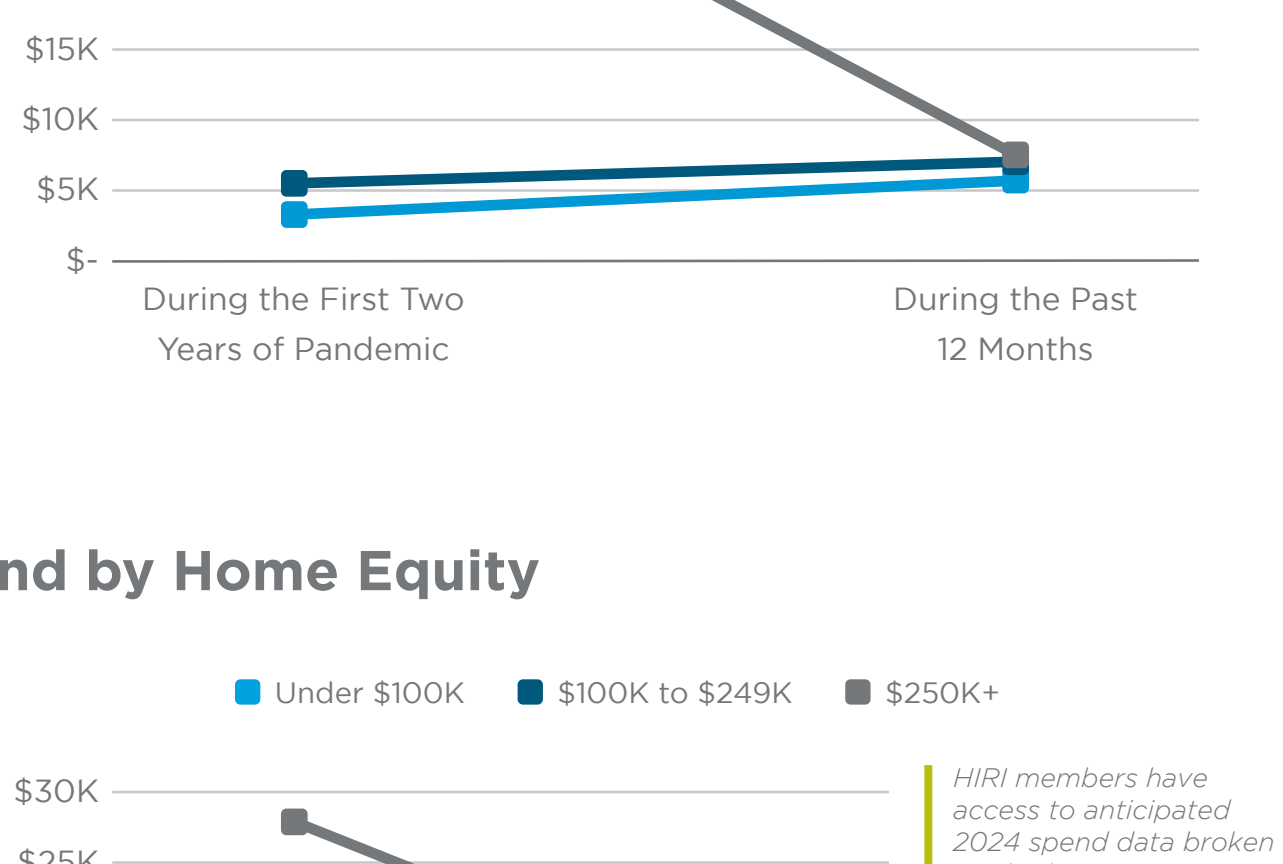 $15K
$10K
$5K
$-
During the First Two
Years of Pandemic
During the Past
12 Months
nd by Home Equity
Under $100K $100K to $249K $250K+
$30K
$25K
HIRI members have
access to anticipated
2024 spend data broken